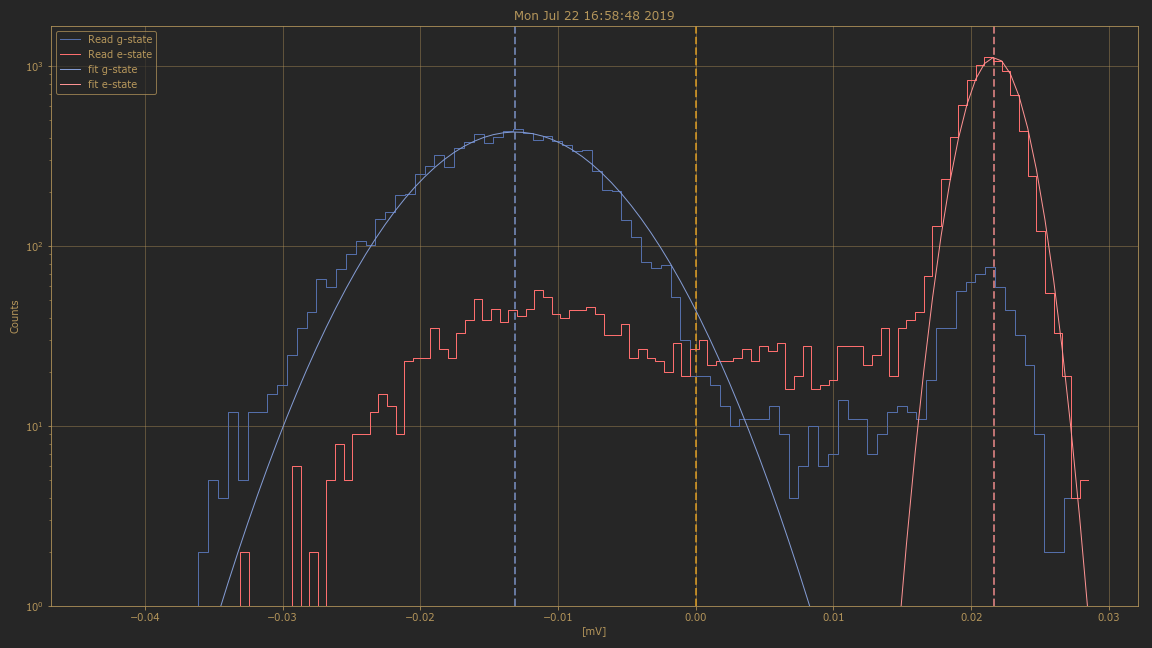 Mon Jul 22 16:58:48 2019
Read g-state
Read e-state
fit g-state
fit e-state
10³
10²
10¹
10⁰
Counts
−0.04
−0.03
−0.02
−0.01
0.00
0.01
0.02
0.03
[mV]